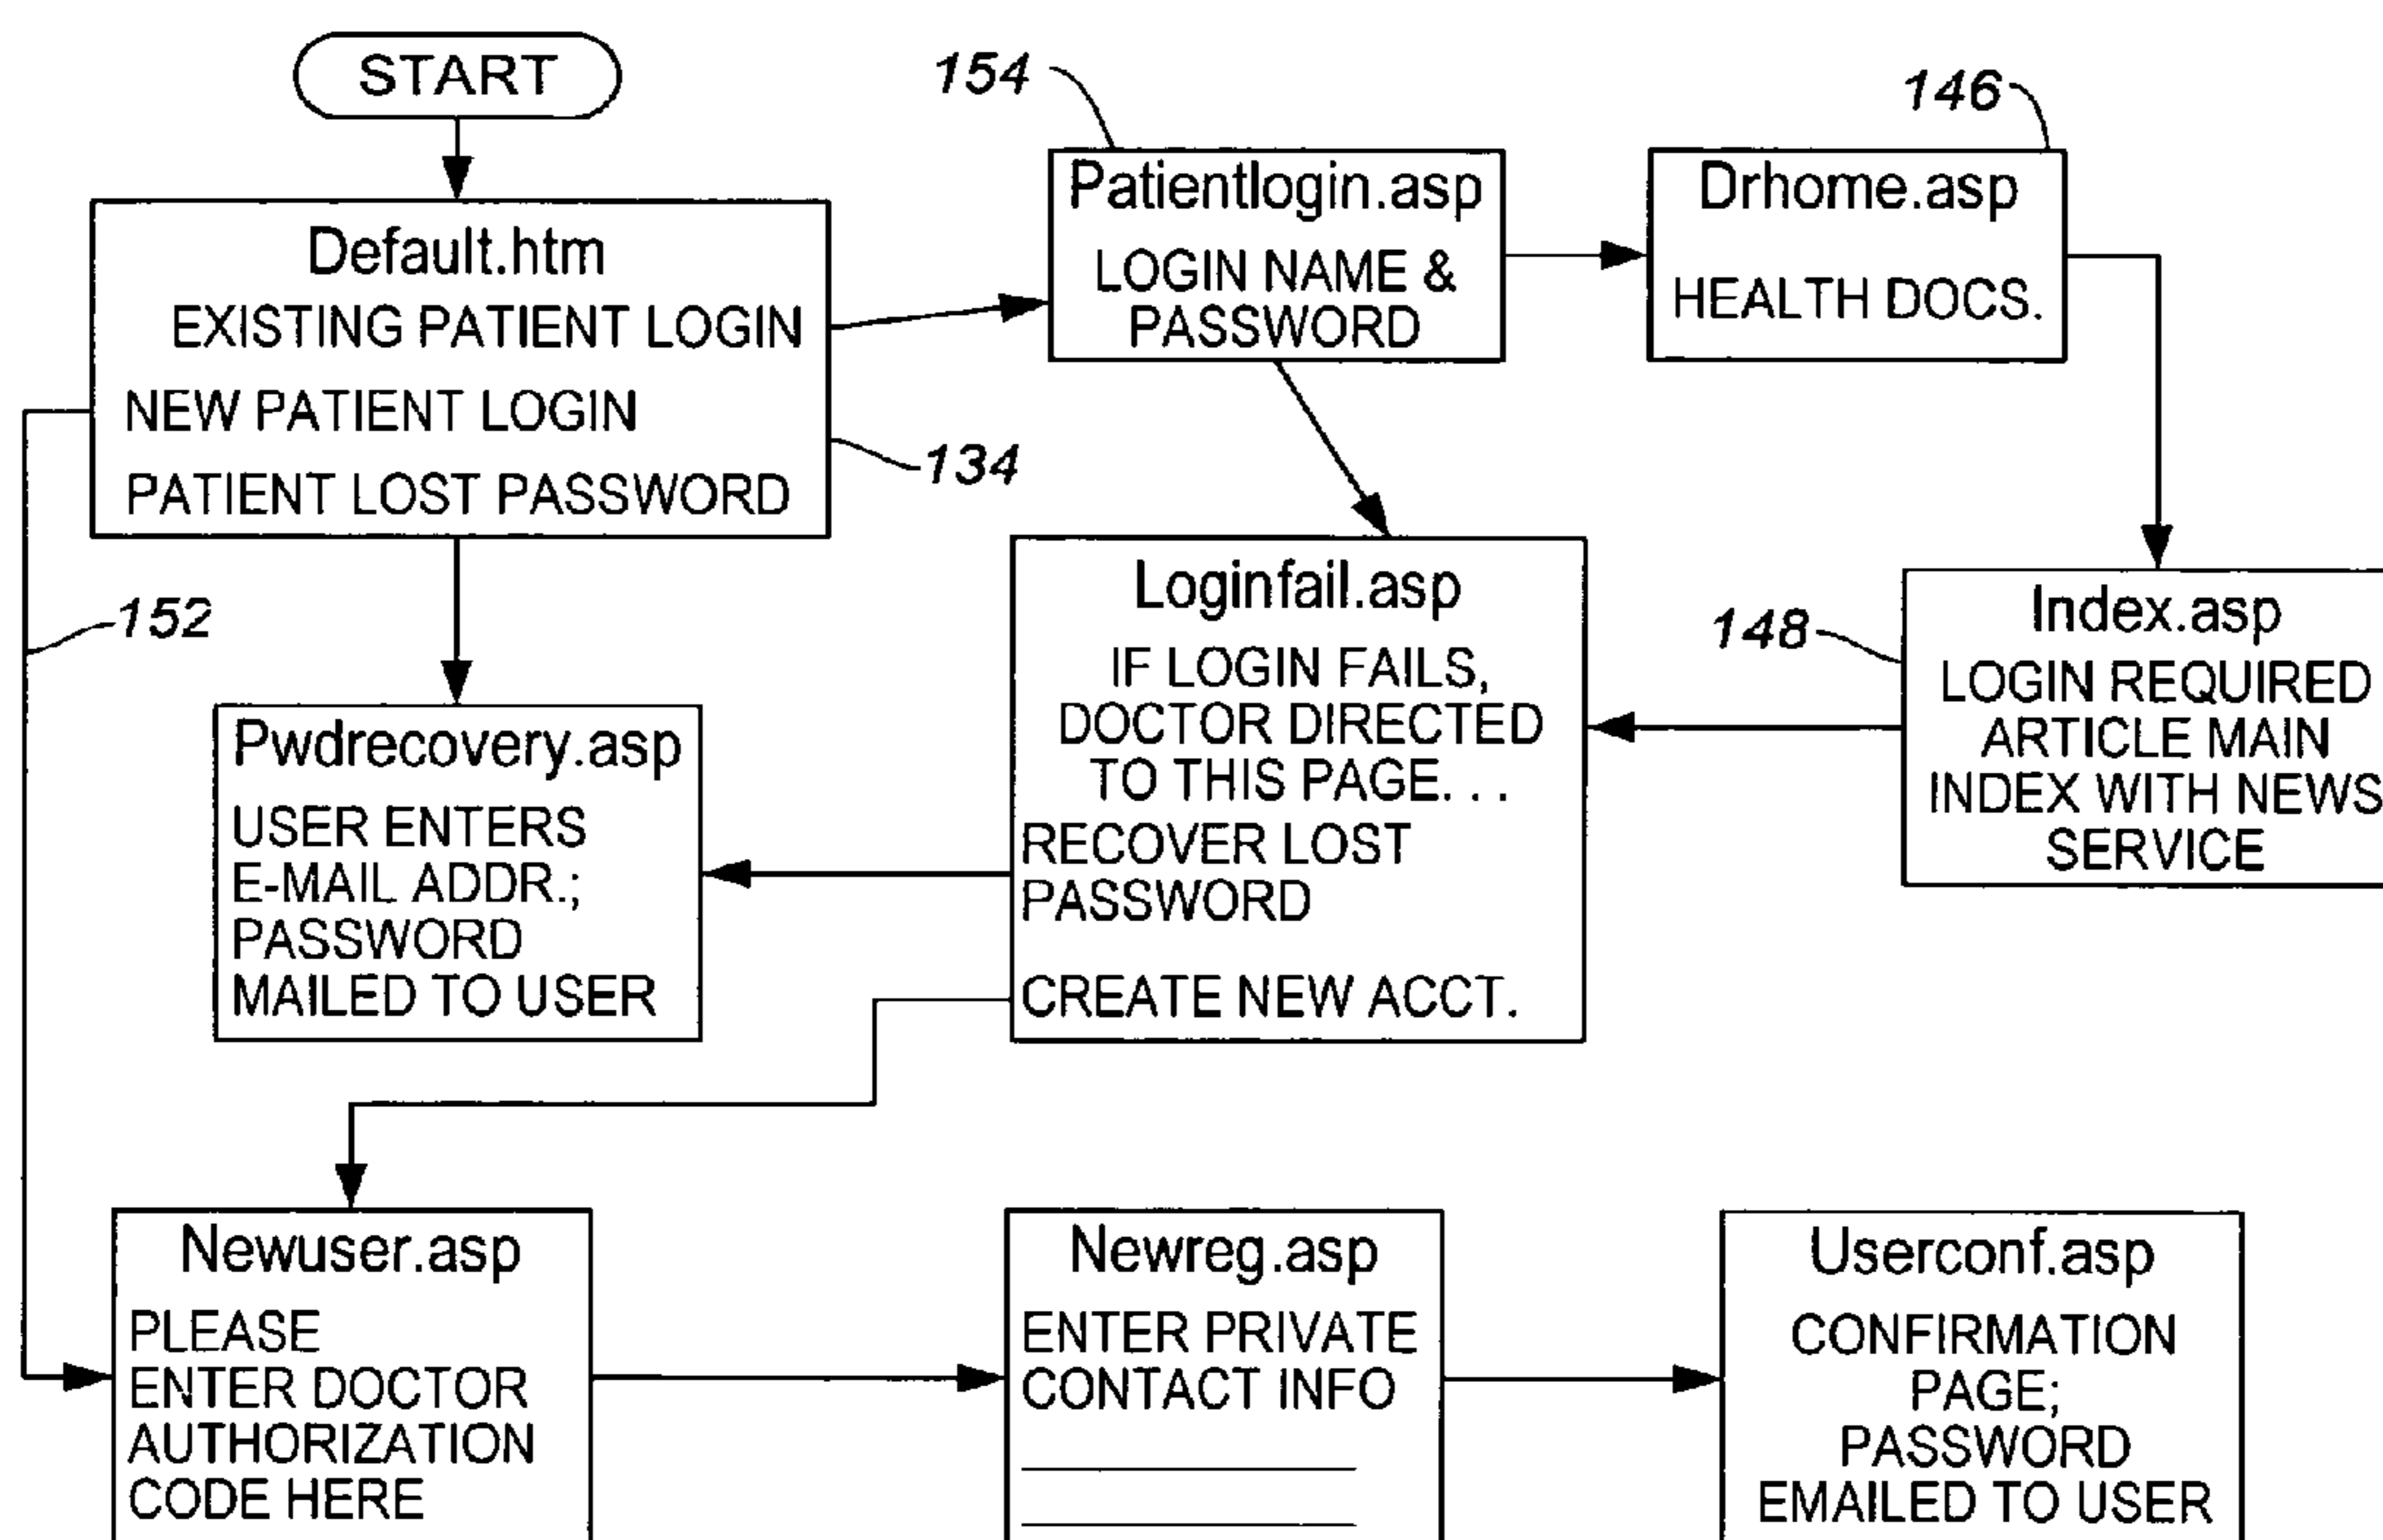 START
154
146
Patientlogin.asp
LOGIN NAME &
PASSWORD
Drhome.asp
HEALTH DOCS.
Default.htm
EXISTING PATIENT LOGIN
NEW PATIENT LOGIN
PATIENT LOST PASSWORD
134
152
Loginfail.asp
IF LOGIN FAILS,
DOCTOR DIRECTED
TO THIS PAGE. . .
RECOVER LOST
PASSWORD
CREATE NEW ACCT.
148
Index.asp
LOGIN REQUIRED
ARTICLE MAIN
INDEX WITH NEWS
SERVICE
Pwdrecovery.asp
USER ENTERS
E-MAIL ADDR.;
PASSWORD
MAILED TO USER
Newuser.asp
PLEASE
ENTER DOCTOR
AUTHORIZATION
CODE HERE
Newreg.asp
ENTER PRIVATE
CONTACT INFO
Userconf.asp
CONFIRMATION
PAGE;
PASSWORD
EMAILED TO USER